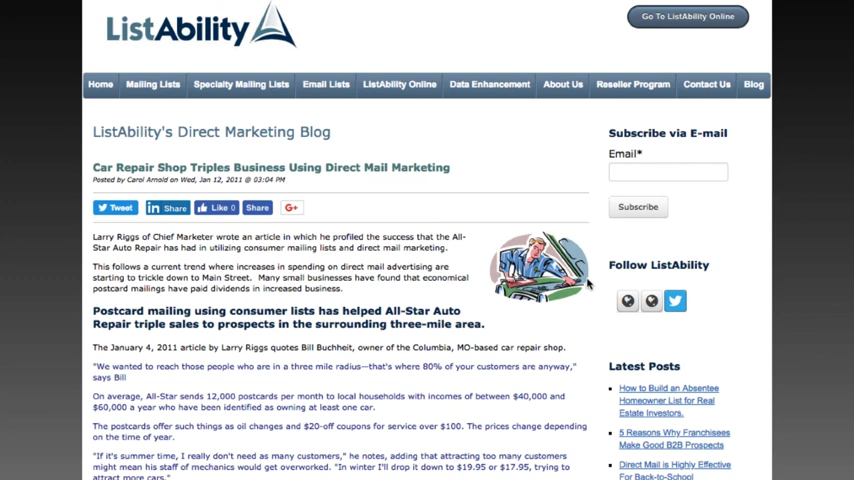 ListAbility
Go To ListAbility Online
Home Mailing Lists Specialty Mailing Lists Email Lists ListAbility Online Data Enhancement About Us Reseller Program Contact Us Blog
ListAbility's Direct Marketing Blog
Car Repair Shop Triples Business Using Direct Mail Marketing
Posted by Carol Arnold on Wed, Jan 12, 2011 @ 03:04 PM
Tweet
in Share
Like 0
Share
G+
Larry Riggs of Chief Marketer wrote an article in which he profiled the success that the All-
Star Auto Repair has had in utilizing consumer mailing lists and direct mail marketing.
This follows a current trend where increases in spending on direct mail advertising are
starting to trickle down to Main Street. Many small businesses have found that economical
postcard mailings have paid dividends in increased business.
Postcard mailing using consumer lists has helped All-Star Auto
Repair triple sales to prospects in the surrounding three-mile area.
The January 4, 2011 article by Larry Riggs quotes Bill Buchheit, owner of the Columbia, MO-based car repair shop.
"We wanted to reach those people who are in a three mile radius—that's where 80% of your customers are anyway,"
says Bill
On average, All-Star sends 12,000 postcards per month to local households with incomes of between $40,000 and
$60,000 a year who have been identified as owning at least one car.
The postcards offer such things as oil changes and $20-off coupons for service over $100. The prices change depending
on the time of year.
"If it's summer time, I really don't need as many customers," he notes, adding that attracting too many customers
might mean his staff of mechanics would get overworked. "In winter I'll drop it down to $19.95 or $17.95, trying to
attract more cars."
Subscribe via E-mail
Email*
Subscribe
Follow ListAbility
Latest Posts
How to Build an Absentee
Homeowner List for Real
Estate Investors.
5 Reasons Why Franchisees
Make Good B2B Prospects
Direct Mail is Highly Effective
For Back-to-School